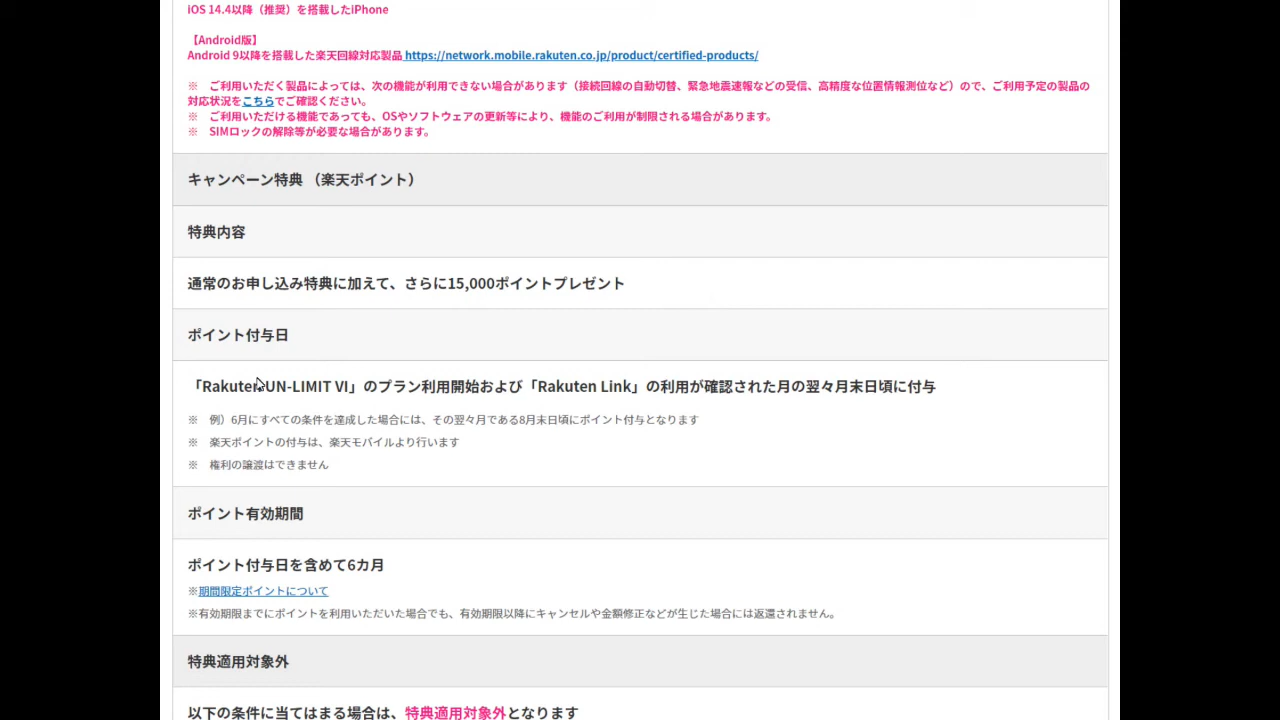 iOS 14.4以降（推奨）を搭載したiPhone
【Android版】
Android 9以降を搭載した楽天回線対応製品 https://network.mobile.rakuten.co.jp/product/certified-products/
※　ご利用いただく製品によっては、次の機能が利用できない場合があります（接続回線の自動切替、緊急地震速報などの受信、高精度な位置情報測位など）ので、ご利用予定の製品の
対応状況をこちらでご確認ください。
※　ご利用いただける機能であっても、OSやソフトウェアの更新等により、機能のご利用が制限される場合があります。
※　SIMロックの解除等が必要な場合があります。
キャンペーン特典 （楽天ポイント）
特典内容
通常のお申し込み特典に加えて、さらに15,000ポイントプレゼント
ポイント付与日
「Rakuten UN-LIMIT VI」のプラン利用開始および「Rakuten Link」の利用が確認された月の翌々月末日頃に付与
※　例）6月にすべての条件を達成した場合には、その翌々月である8月末日頃にポイント付与となります
※　楽天ポイントの付与は、楽天モバイルより行います
※　権利の譲渡はできません
ポイント有効期間
ポイント付与日を含めて6カ月
※期間限定ポイントについて
※有効期限までにポイントを利用いただいた場合でも、有効期限以降にキャンセルや金額修正などが生じた場合には返還されません。
特典適用対象外
以下の条件に当てはまる場合は、特典適用対象外となります